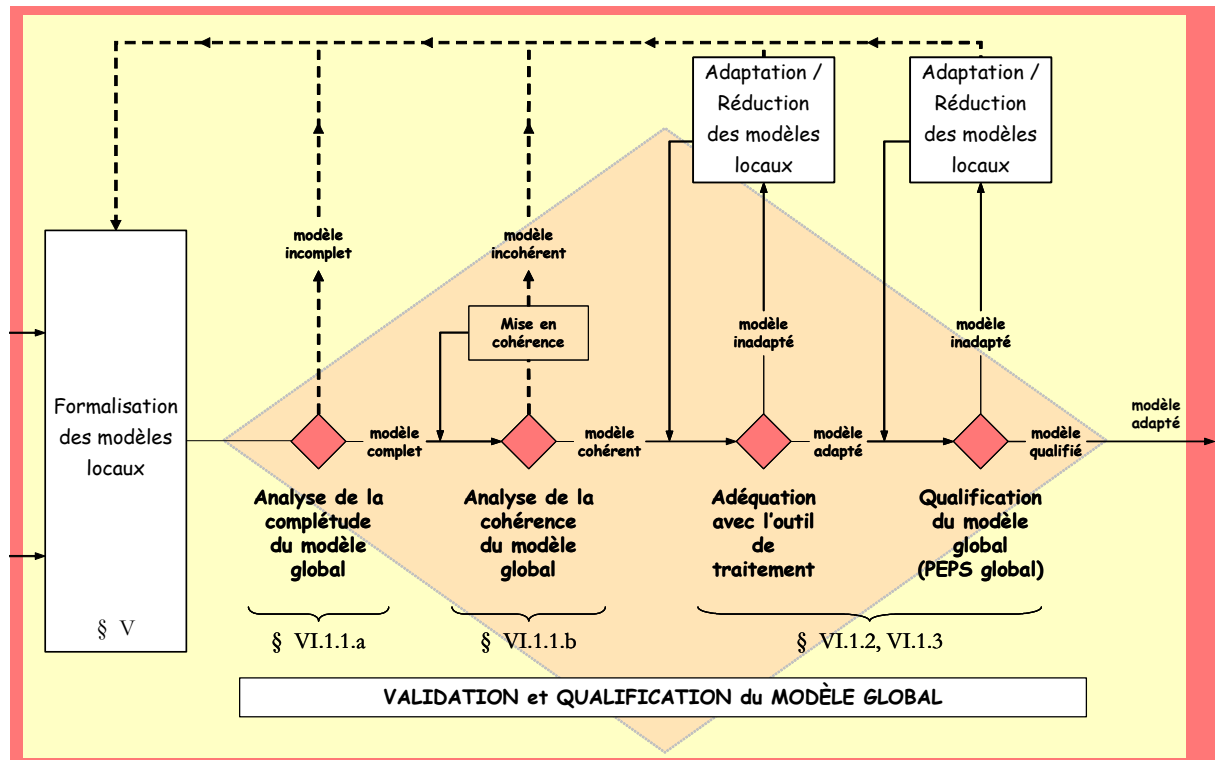 Adaptation /
Réduction
des modèles
locaux
Adaptation /
Réduction
des modèles
locaux
modèle
incomplet
modèle
incohérent
Mise en
cohérence
modèle
inadapté
modèle
inadapté
Formalisation
des modèles
locaux
§ V
modèle
complet
modèle
cohérent
modèle
adapté
modèle
qualifié
modèle
adapté
Analyse de la
complétude
du modèle
global
Analyse de la
cohérence
du modèle
global
Adéquation
avec l'outil
de
traitement
Qualification
du modèle
global
(PEPS global)
§ VI.1.1.a
§ VI.1.1.b
§ VI.1.2, VI.1.3
VALIDATION et QUALIFICATION du MODÈLE GLOBAL